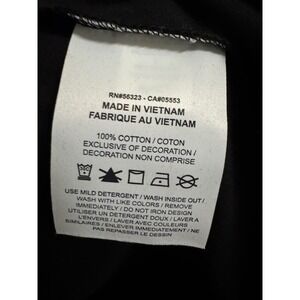 RN#56323 - CA#05553
MADE IN VIETNAM
FABRIQUE AU VIETNAM
100% COTTON / COTON
EXCLUSIVE OF DECORATION /
DECORATION NON COMPRISE
USE MILD DETERGENT / WASH INSIDE OUT /
WASH WITH LIKE COLORS / REMOVE
IMMEDIATELY / DO NOT IRON DESIGN
UTILISER UN DETERGENT DOUX / LAVER A
L'ENVERS / LAVER AVEC COULEURS
SIMILAIRES / ENLEVER IMMEDIATEMENT / NE
PAS REPASSER LE DESSIN